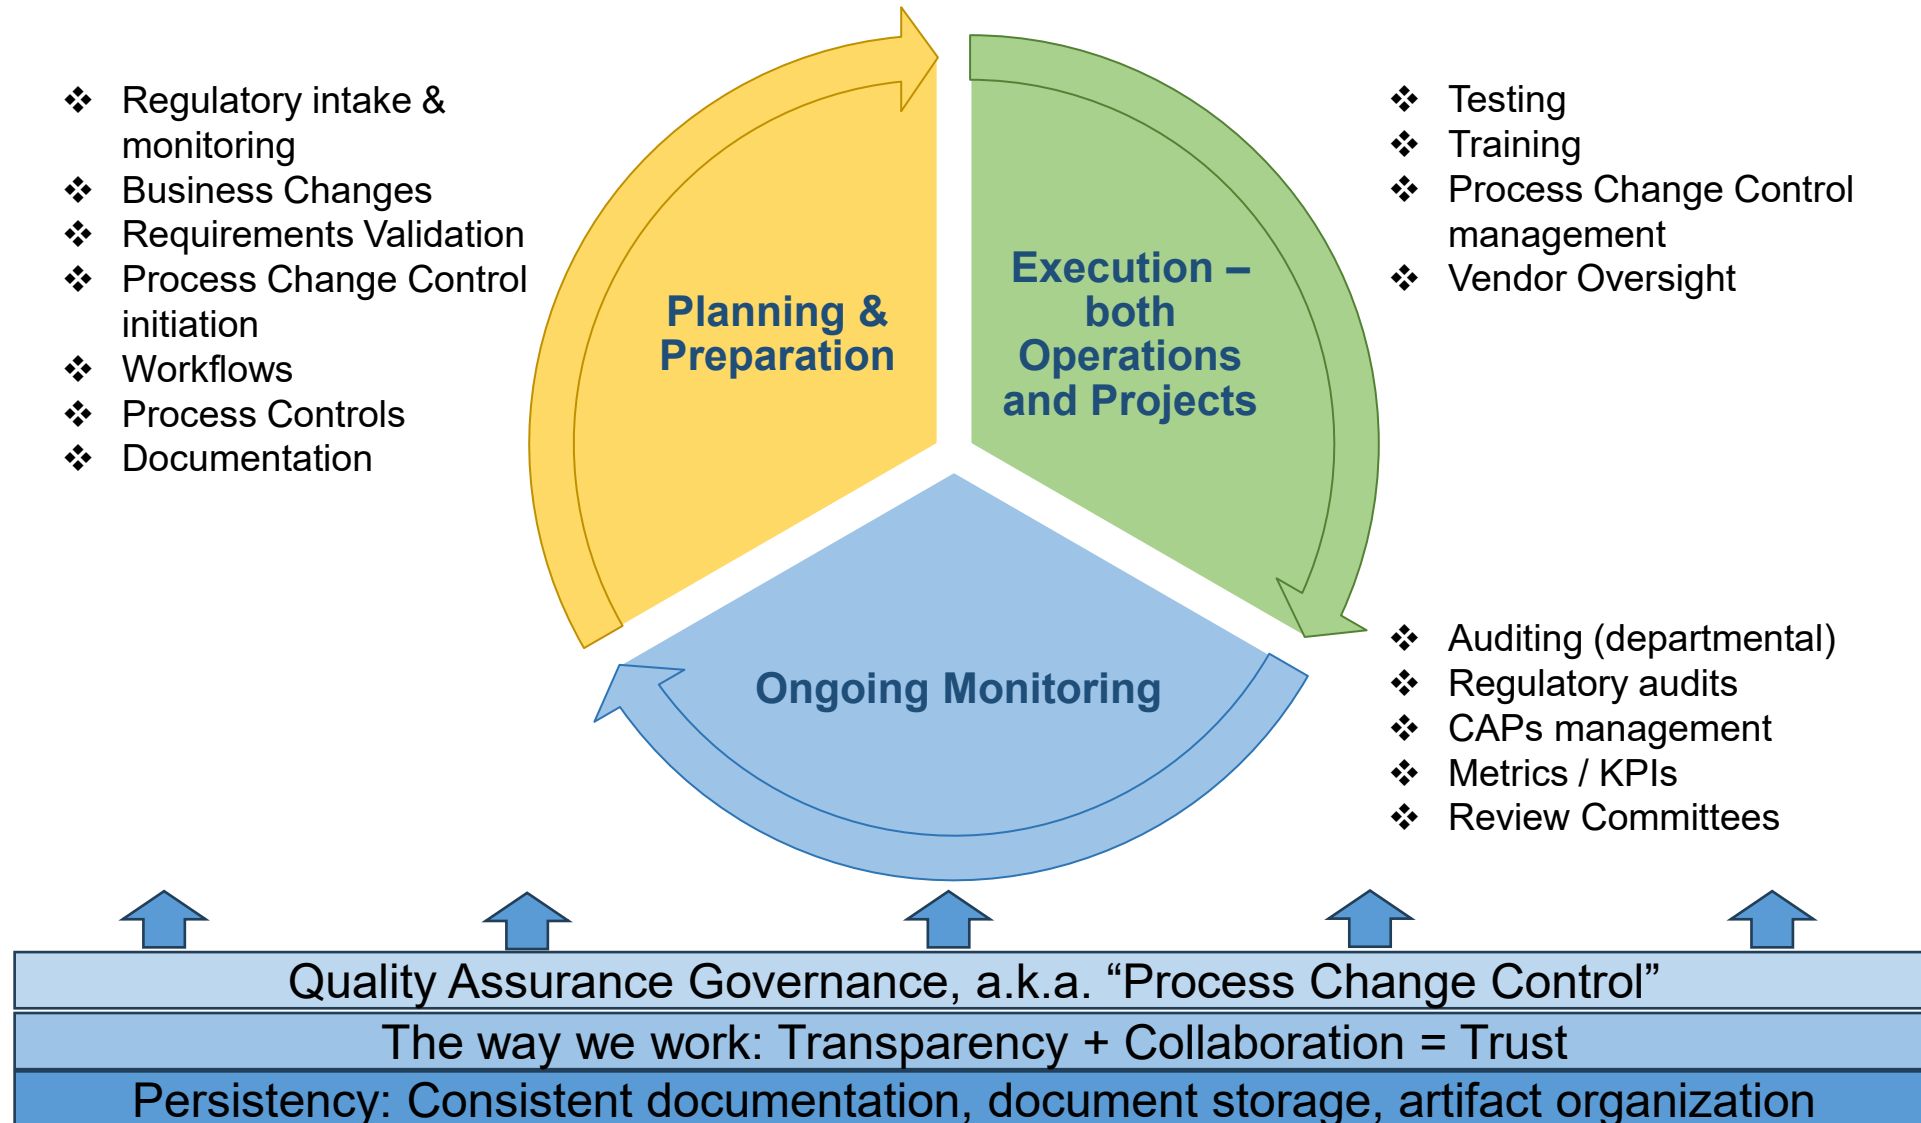 ❖ Regulatory intake &
monitoring
❖ Business Changes
❖ Requirements Validation
❖ Process Change Control
initiation
❖ Workflows
❖ Process Controls
❖ Documentation
Planning &
Preparation
Execution –
both
Operations
and Projects
❖ Testing
❖ Training
❖ Process Change Control
management
❖ Vendor Oversight
Ongoing Monitoring
❖ Auditing (departmental)
❖ Regulatory audits
❖ CAPs management
❖ Metrics / KPIs
❖ Review Committees
Quality Assurance Governance, a.k.a. “Process Change Control”
The way we work: Transparency + Collaboration = Trust
Persistency: Consistent documentation, document storage, artifact organization